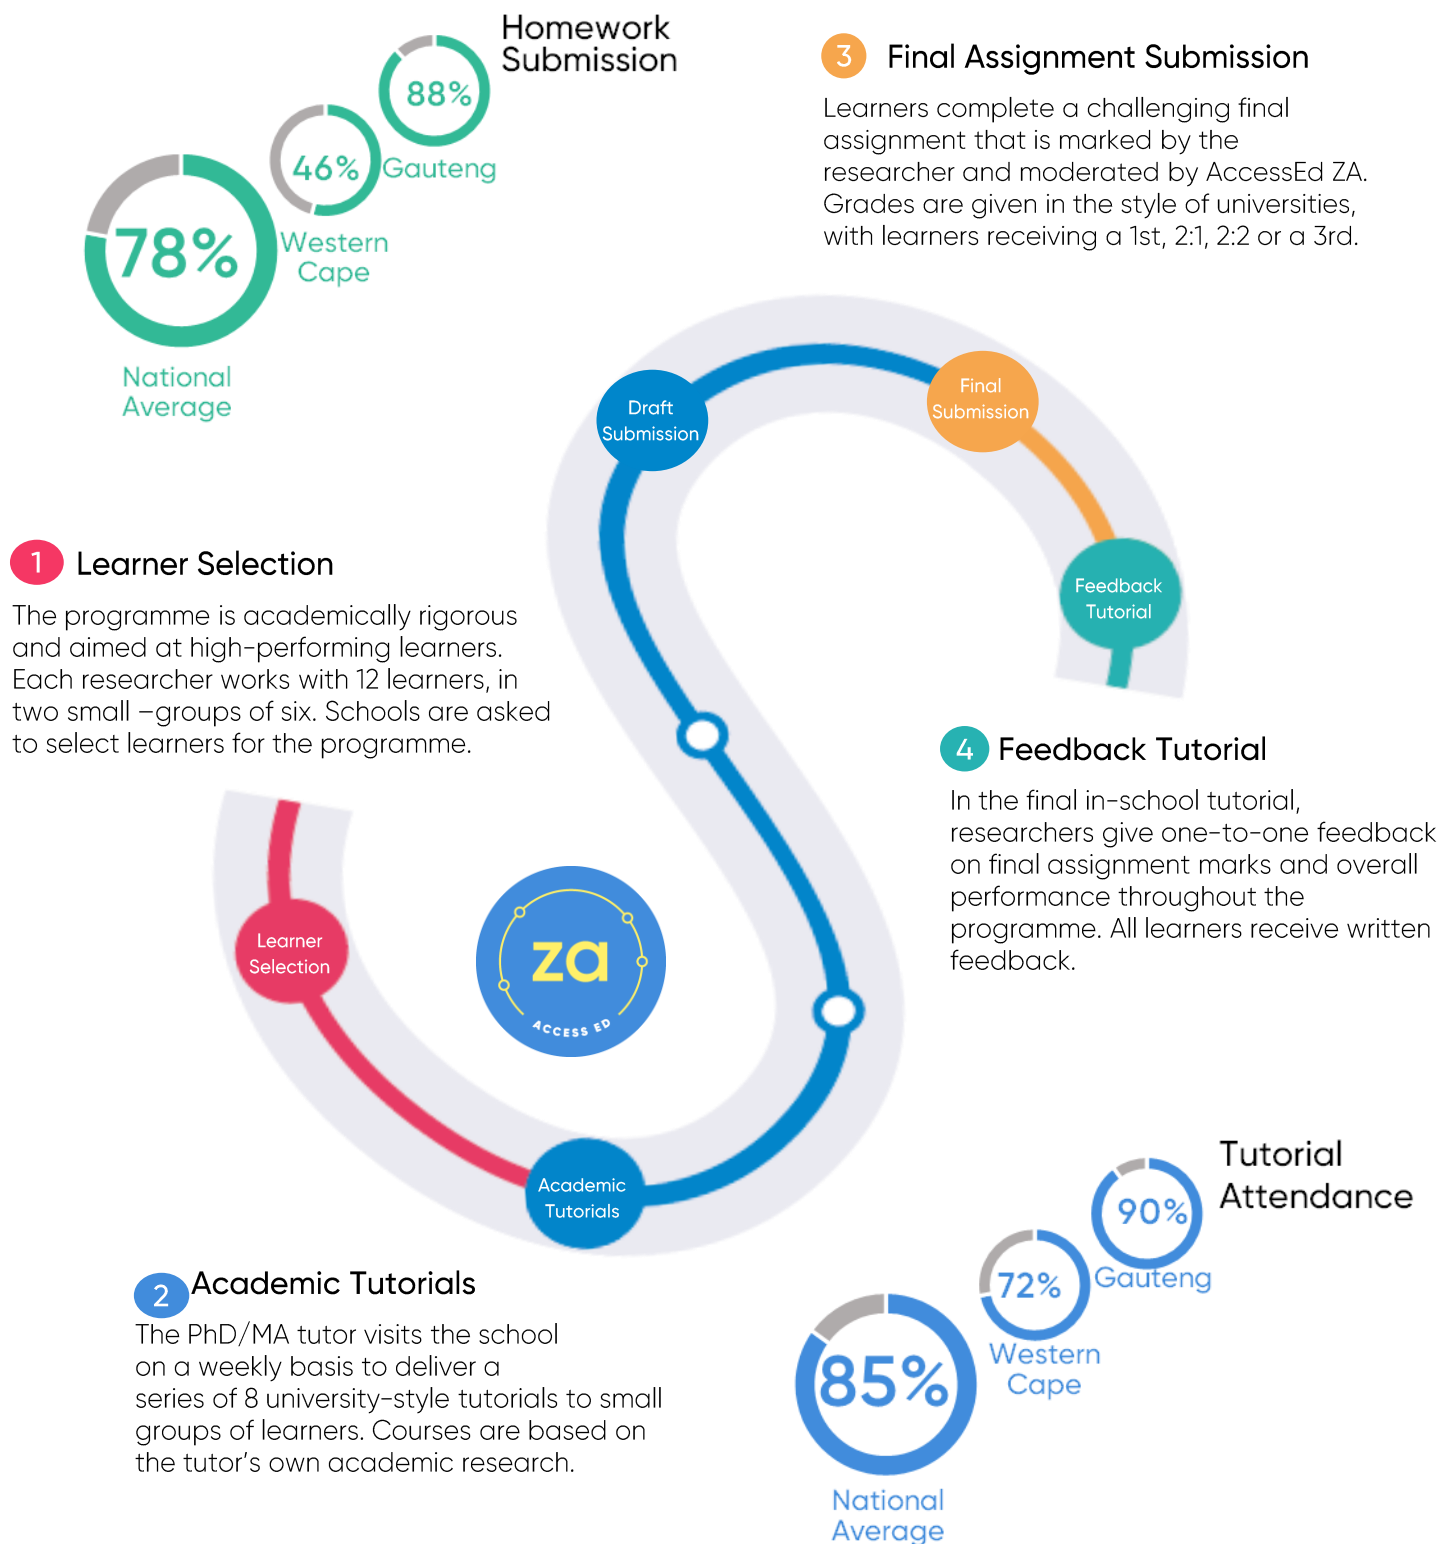 Homework
Submission
88%
Gauteng
46%
Western
Cape
78%
National
Average
3 Final Assignment Submission
Learners complete a challenging final
assignment that is marked by the
researcher and moderated by AccessEd ZA.
Grades are given in the style of universities,
with learners receiving a 1st, 2:1, 2:2 or a 3rd.
Draft
Submission
Final
Submission
Feedback
Tutorial
1 Learner Selection
The programme is academically rigorous
and aimed at high-performing learners.
Each researcher works with 12 learners, in
two small –groups of six. Schools are asked
to select learners for the programme.
4 Feedback Tutorial
In the final in-school tutorial,
researchers give one-to-one feedback
on final assignment marks and overall
performance throughout the
programme. All learners receive written
feedback.
Learner
Selection
za
ACCESS ED
Academic
Tutorials
2 Academic Tutorials
The PhD/MA tutor visits the school
on a weekly basis to deliver a
series of 8 university-style tutorials to small
groups of learners. Courses are based on
the tutor's own academic research.
Tutorial
Attendance
90%
Gauteng
72%
Western
Cape
85%
National
Average